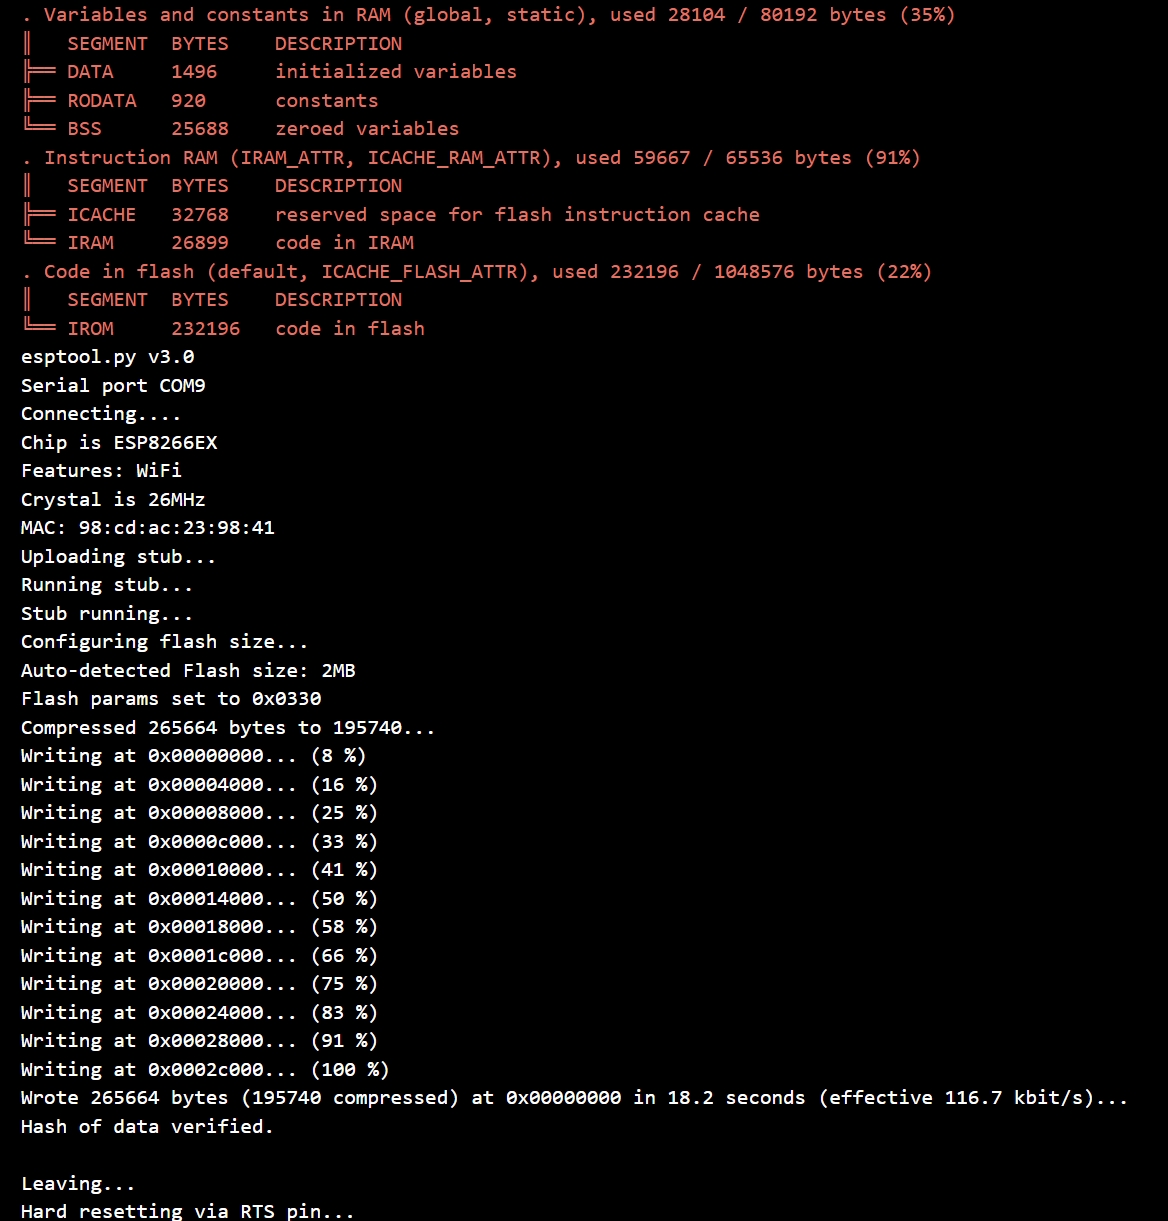 . Variables and constants in RAM (global, static), used 28104 / 80192 bytes (35%)
║   SEGMENT  BYTES    DESCRIPTION
╠══ DATA     1496     initialized variables
╠══ RODATA   920      constants
╚══ BSS      25688    zeroed variables
. Instruction RAM (IRAM_ATTR, ICACHE_RAM_ATTR), used 59667 / 65536 bytes (91%)
║   SEGMENT  BYTES    DESCRIPTION
╠══ ICACHE   32768    reserved space for flash instruction cache
╚══ IRAM     26899    code in IRAM
. Code in flash (default, ICACHE_FLASH_ATTR), used 232196 / 1048576 bytes (22%)
║   SEGMENT  BYTES    DESCRIPTION
╚══ IROM     232196   code in flash
esptool.py v3.0
Serial port COM9
Connecting....
Chip is ESP8266EX
Features: WiFi
Crystal is 26MHz
MAC: 98:cd:ac:23:98:41
Uploading stub...
Running stub...
Stub running...
Configuring flash size...
Auto-detected Flash size: 2MB
Flash params set to 0x0330
Compressed 265664 bytes to 195740...
Writing at 0x00000000... (8 %)
Writing at 0x00004000... (16 %)
Writing at 0x00008000... (25 %)
Writing at 0x0000c000... (33 %)
Writing at 0x00010000... (41 %)
Writing at 0x00014000... (50 %)
Writing at 0x00018000... (58 %)
Writing at 0x0001c000... (66 %)
Writing at 0x00020000... (75 %)
Writing at 0x00024000... (83 %)
Writing at 0x00028000... (91 %)
Writing at 0x0002c000... (100 %)
Wrote 265664 bytes (195740 compressed) at 0x00000000 in 18.2 seconds (effective 116.7 kbit/s)...
Hash of data verified.

Leaving...
Hard resetting via RTS pin...